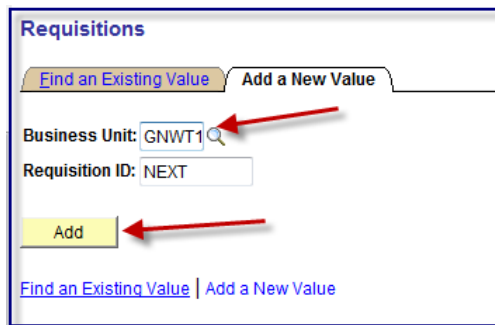 Requisitions
Find an Existing Value Add a New Value
Business Unit: GNWT1
Requisition ID: NEXT
Add
Find an Existing Value | Add a New Value